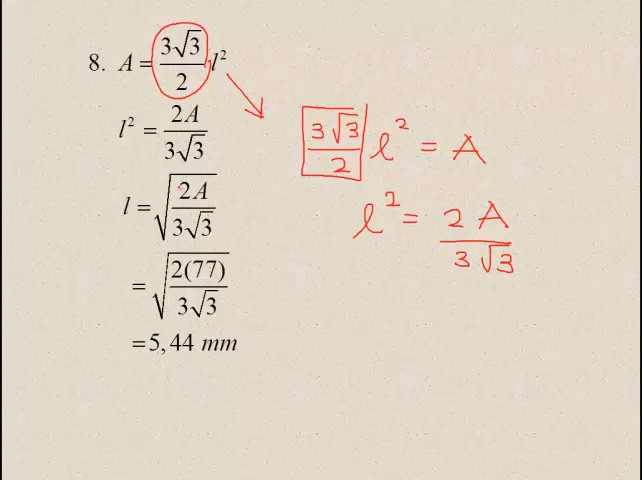 8. A = 3√3/2 l²
l² = 2A/3√3
l = √(2A/3√3)
= √(2(77)/3√3)
= 5,44 mm
3√3/2 l² = A
l² = 2A/3√3